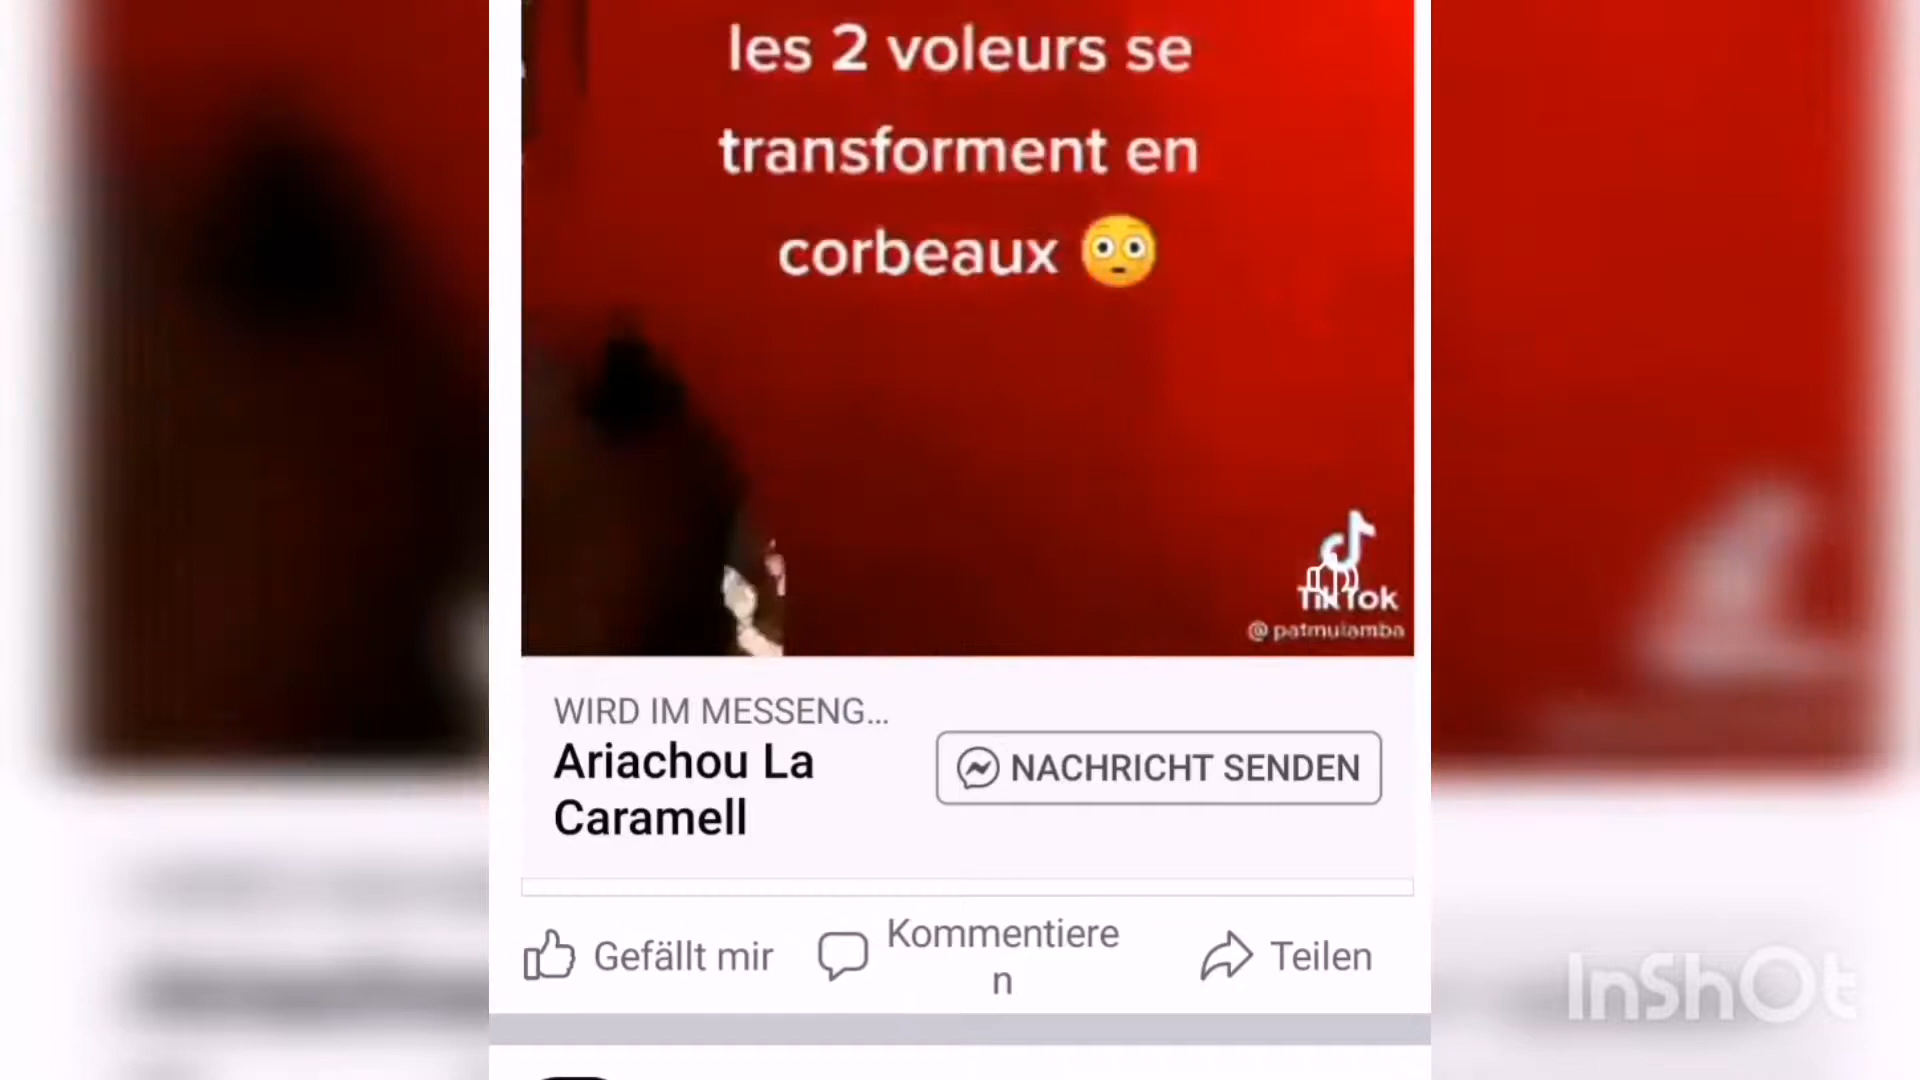 les 2 voleurs se
transforment en
corbeaux 😳
TikTok
@patmulamba
WIRD IM MESSENG...
Ariachou La
Caramell
NACHRICHT SENDEN
Gefällt mir
Kommentiere
n
Teilen
InShOt